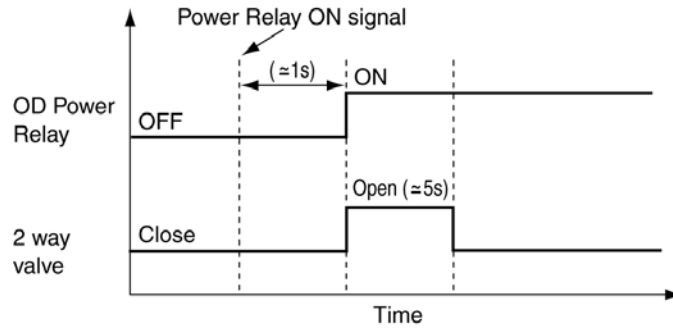 Power Relay ON signal
(≃1s)
ON
OD Power
Relay
OFF
Open (≃5s)
Close
2 way
valve
Time